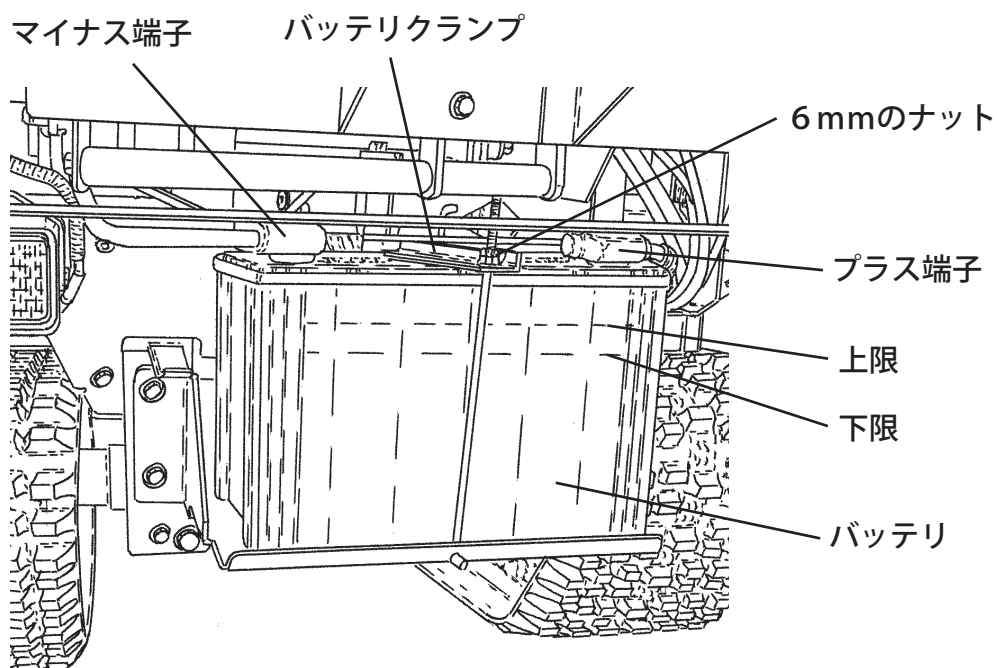 マイナス端子
バッテリクランプ
６mmのナット
プラス端子
上限
下限
バッテリ